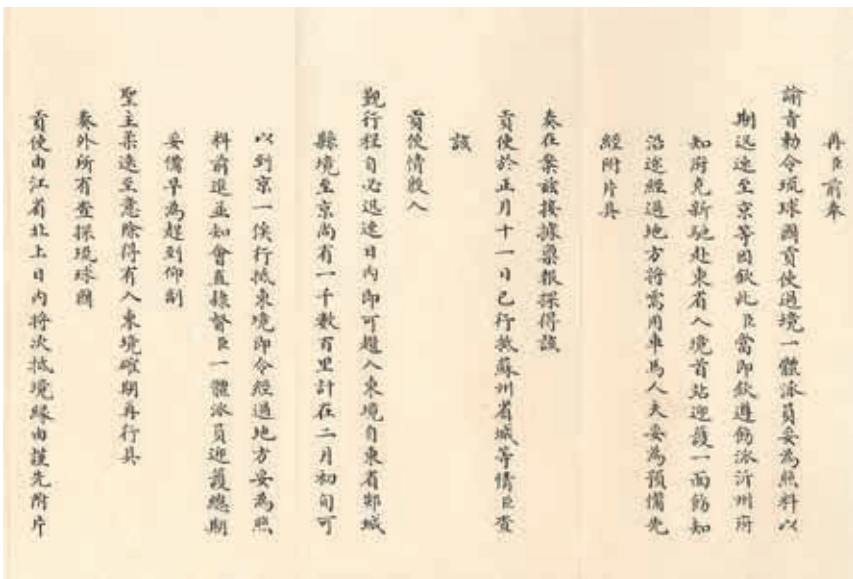 再臣前奉
諭旨勅令琉球國貢使過境一體派員妥為照料以
期迅速至京等因欽此臣當即欽遵飭派沂州府
知府克新馳赴東省入境首站迎護一面飭知
沿途經過地方將需用車馬人夫妥為預備先
經附片具
奏在案茲接據稟報探得該
貢使於正月十一日已行抵蘇州省城等情臣查
該
貢使情殷入
覲行程自必迅速日內即可趲入東境自東省郯城
縣境至京尚有一千數百里計在二月初旬可
以到京一俟行抵東境即令經過地方妥為照
料前進並知會直隸督臣一體派員迎護總期
妥備早為趕到仰副
聖主柔遠至意除得有入東境確期再行具
奏外所有查探琉球國
貢使由江省北上日內將次抵境緣由謹先附片